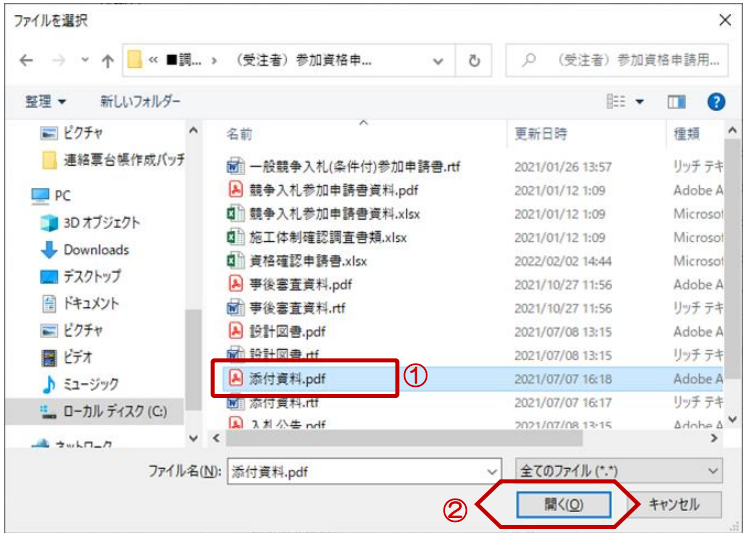 ファイルを選択
« ■調... › （受注者）参加資格申...
（受注者）参加資格申請用...
整理 新しいフォルダー
ピクチャ
連絡票台帳作成バッチ
PC
3D オブジェクト
Downloads
デスクトップ
ドキュメント
ピクチャ
ビデオ
ミュージック
ローカル ディスク (C:)
ネットワーク
名前 更新日時 種類
一般競争入札(条件付)参加申請書.rtf 2021/01/26 13:57 リッチ テキ
競争入札参加申請書資料.pdf 2021/01/12 1:09 Adobe A
競争入札参加申請書資料.xlsx 2021/01/12 1:09 Microsof
施工体制確認調査書類.xlsx 2021/01/12 1:09 Microsof
資格確認申請書.xlsx 2022/02/02 14:44 Microsof
事後審査資料.pdf 2021/10/27 11:56 Adobe A
事後審査資料.rtf 2021/10/27 11:56 リッチ テキ
設計図書.pdf 2021/07/08 13:15 Adobe A
設計図書.rtf 2021/07/08 13:15 リッチ テキ
添付資料.pdf ① 2021/07/07 16:18 Adobe A
添付資料.rtf 2021/07/07 16:17 リッチ テキ
入札公告.pdf 2021/07/08 13:15 Adobe A
ファイル名(N): 添付資料.pdf 全てのファイル (*.*)
② 開く(O) キャンセル